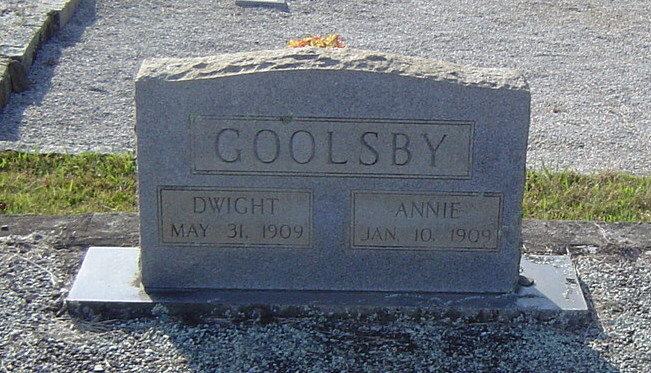 GOOLSBY
DWIGHT
MAY 31, 1909
ANNIE
JAN 10, 1909